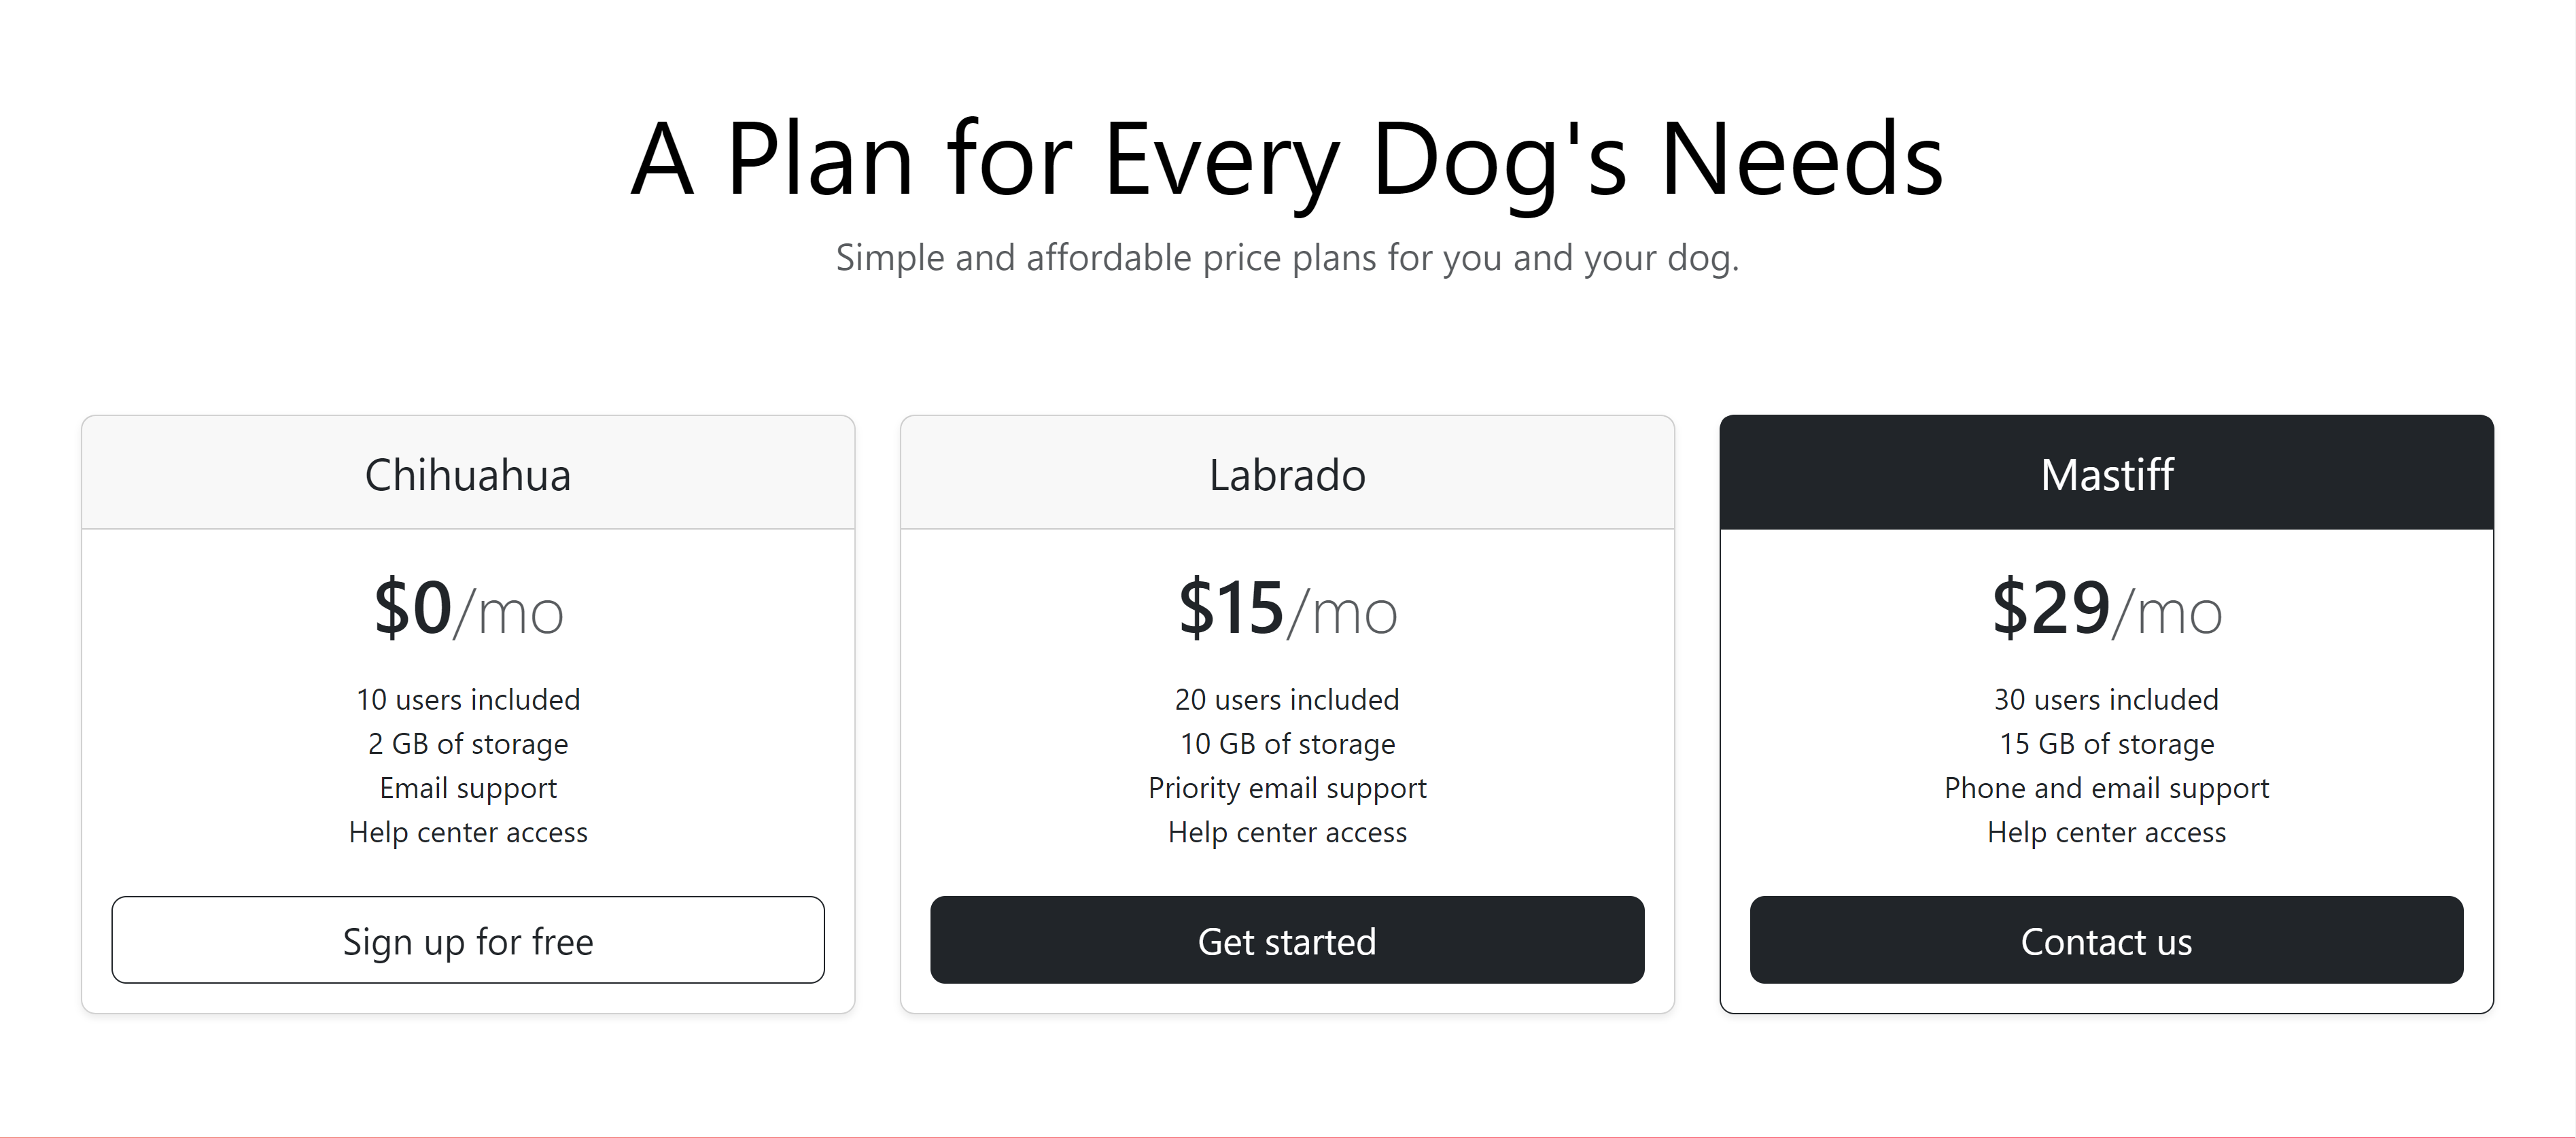 A Plan for Every Dog's Needs
Simple and affordable price plans for you and your dog.
Chihuahua
$0/mo
10 users included
2 GB of storage
Email support
Help center access
Sign up for free
Labrado
$15/mo
20 users included
10 GB of storage
Priority email support
Help center access
Get started
Mastiff
$29/mo
30 users included
15 GB of storage
Phone and email support
Help center access
Contact us